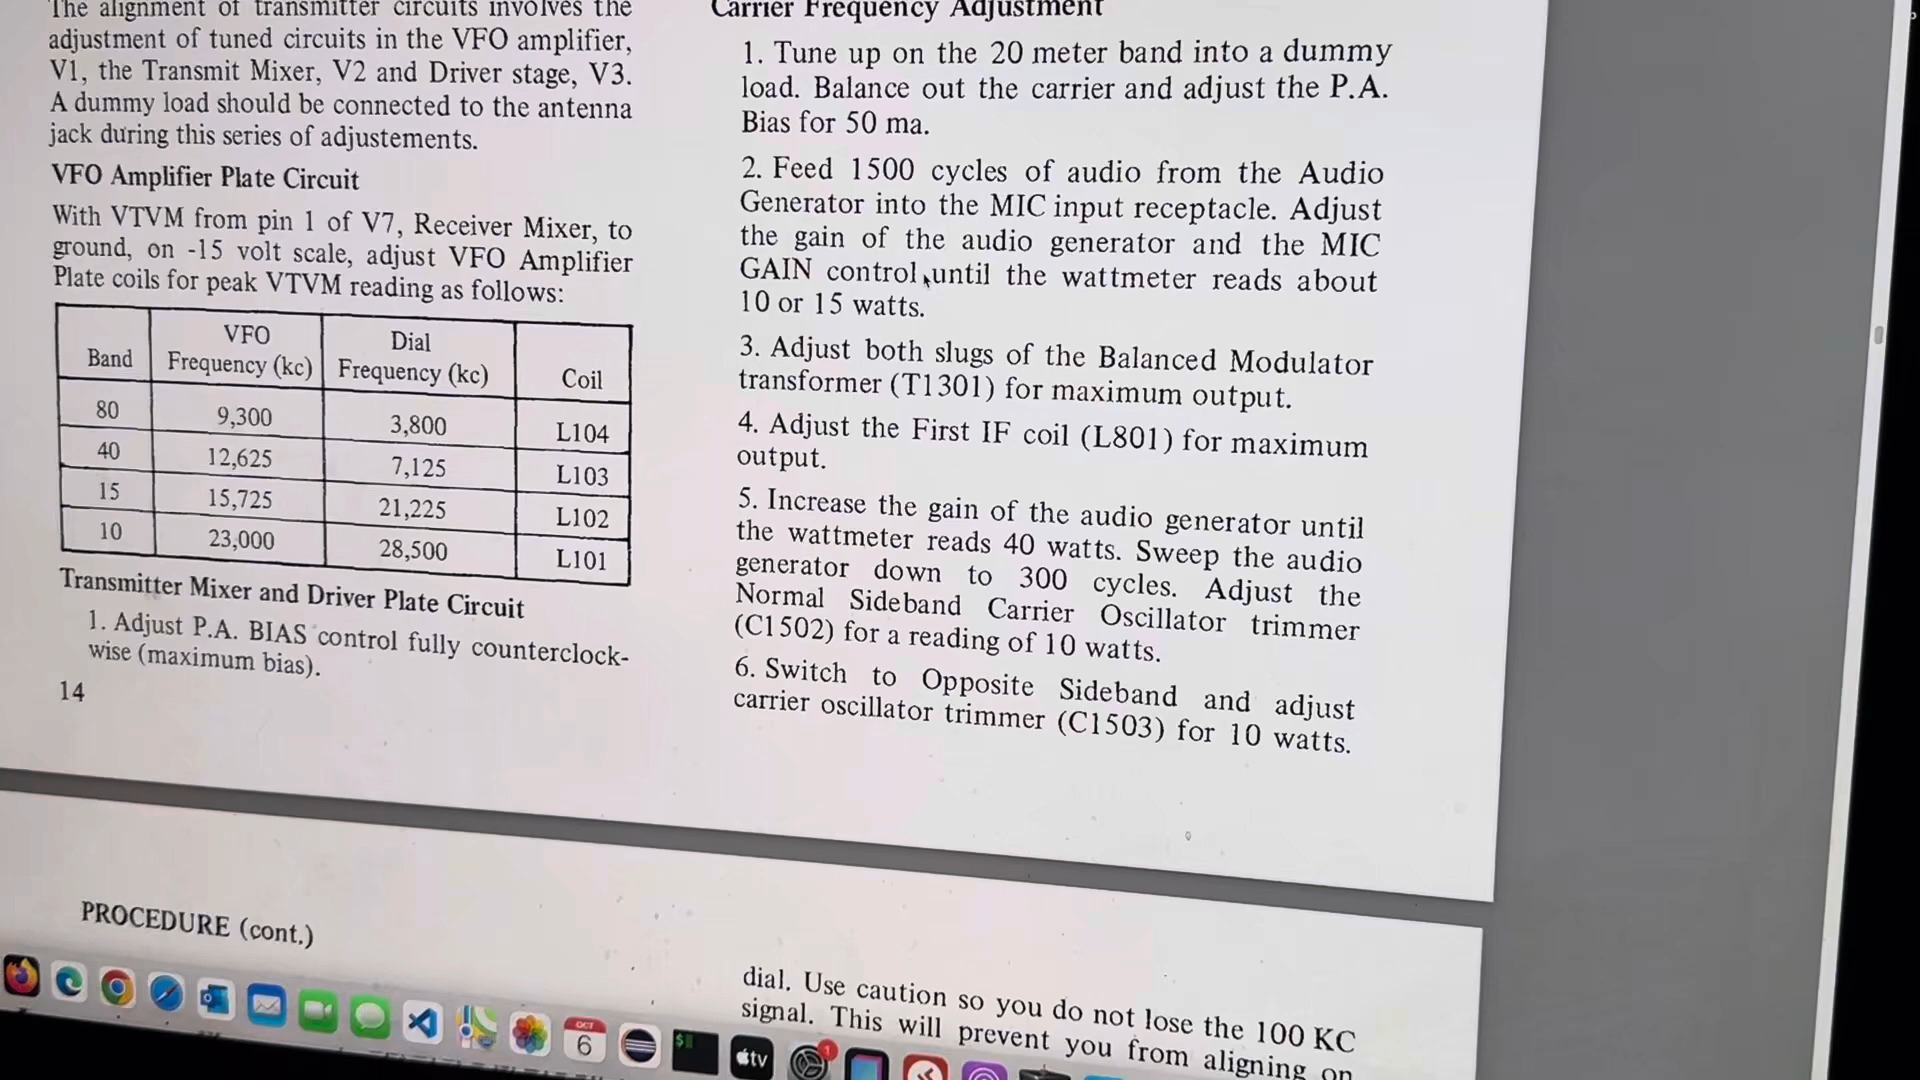 The alignment of transmitter circuits involves the
adjustment of tuned circuits in the VFO amplifier,
V1, the Transmit Mixer, V2 and Driver stage, V3.
A dummy load should be connected to the antenna
jack during this series of adjustements.
VFO Amplifier Plate Circuit
With VTVM from pin 1 of V7, Receiver Mixer, to
ground, on -15 volt scale, adjust VFO Amplifier
Plate coils for peak VTVM reading as follows:
Band VFO Frequency (kc) Dial Frequency (kc) Coil
80 9,300 3,800 L104
40 12,625 7,125 L103
15 15,725 21,225 L102
10 23,000 28,500 L101
Transmitter Mixer and Driver Plate Circuit
1. Adjust P.A. BIAS control fully counterclock-
wise (maximum bias).
14
Carrier Frequency Adjustment
1. Tune up on the 20 meter band into a dummy
load. Balance out the carrier and adjust the P.A.
Bias for 50 ma.
2. Feed 1500 cycles of audio from the Audio
Generator into the MIC input receptacle. Adjust
the gain of the audio generator and the MIC
GAIN control until the wattmeter reads about
10 or 15 watts.
3. Adjust both slugs of the Balanced Modulator
transformer (T1301) for maximum output.
4. Adjust the First IF coil (L801) for maximum
output.
5. Increase the gain of the audio generator until
the wattmeter reads 40 watts. Sweep the audio
generator down to 300 cycles. Adjust the
Normal Sideband Carrier Oscillator trimmer
(C1502) for a reading of 10 watts.
6. Switch to Opposite Sideband and adjust
carrier oscillator trimmer (C1503) for 10 watts.
PROCEDURE (cont.)
dial. Use caution so you do not lose the 100 KC
signal. This will prevent you from aligning on
OCT
6
$
tv
1